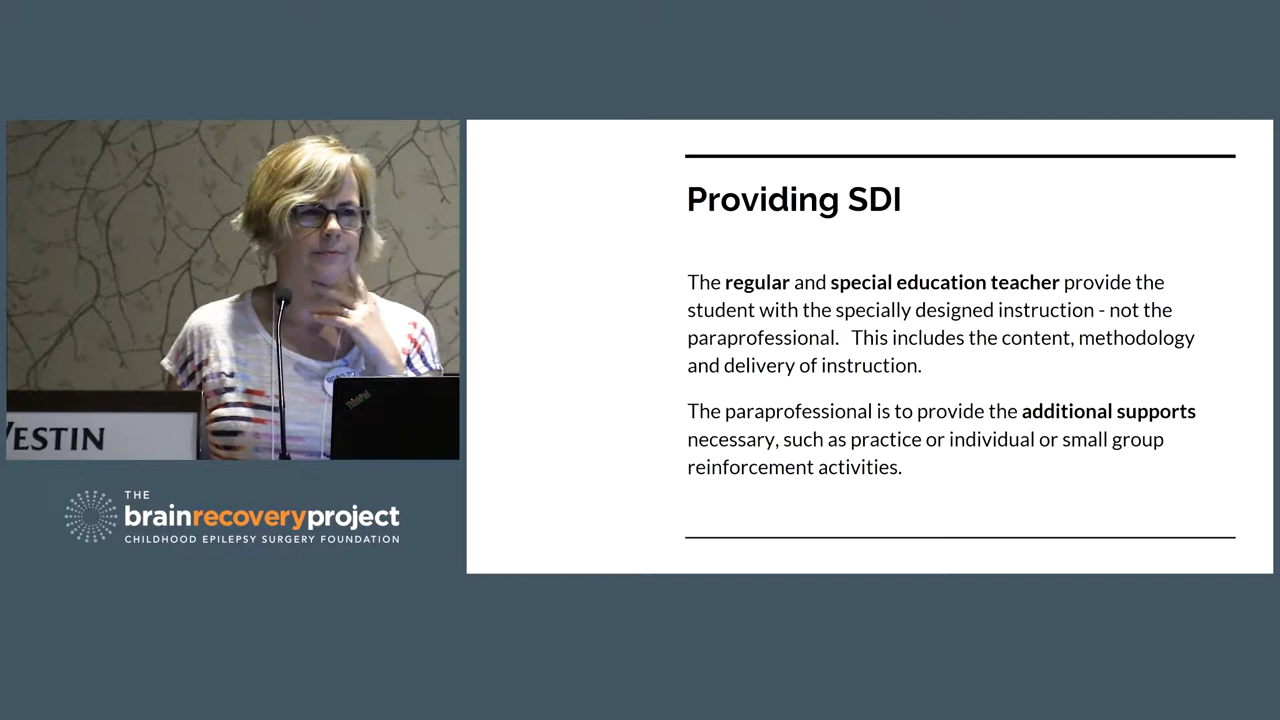 Providing SDI
The regular and special education teacher provide the
student with the specially designed instruction - not the
paraprofessional. This includes the content, methodology
and delivery of instruction.
The paraprofessional is to provide the additional supports
necessary, such as practice or individual or small group
reinforcement activities.
ThinkPad
ESTIN
THE
brainrecoveryproject
CHILDHOOD EPILEPSY SURGERY FOUNDATION